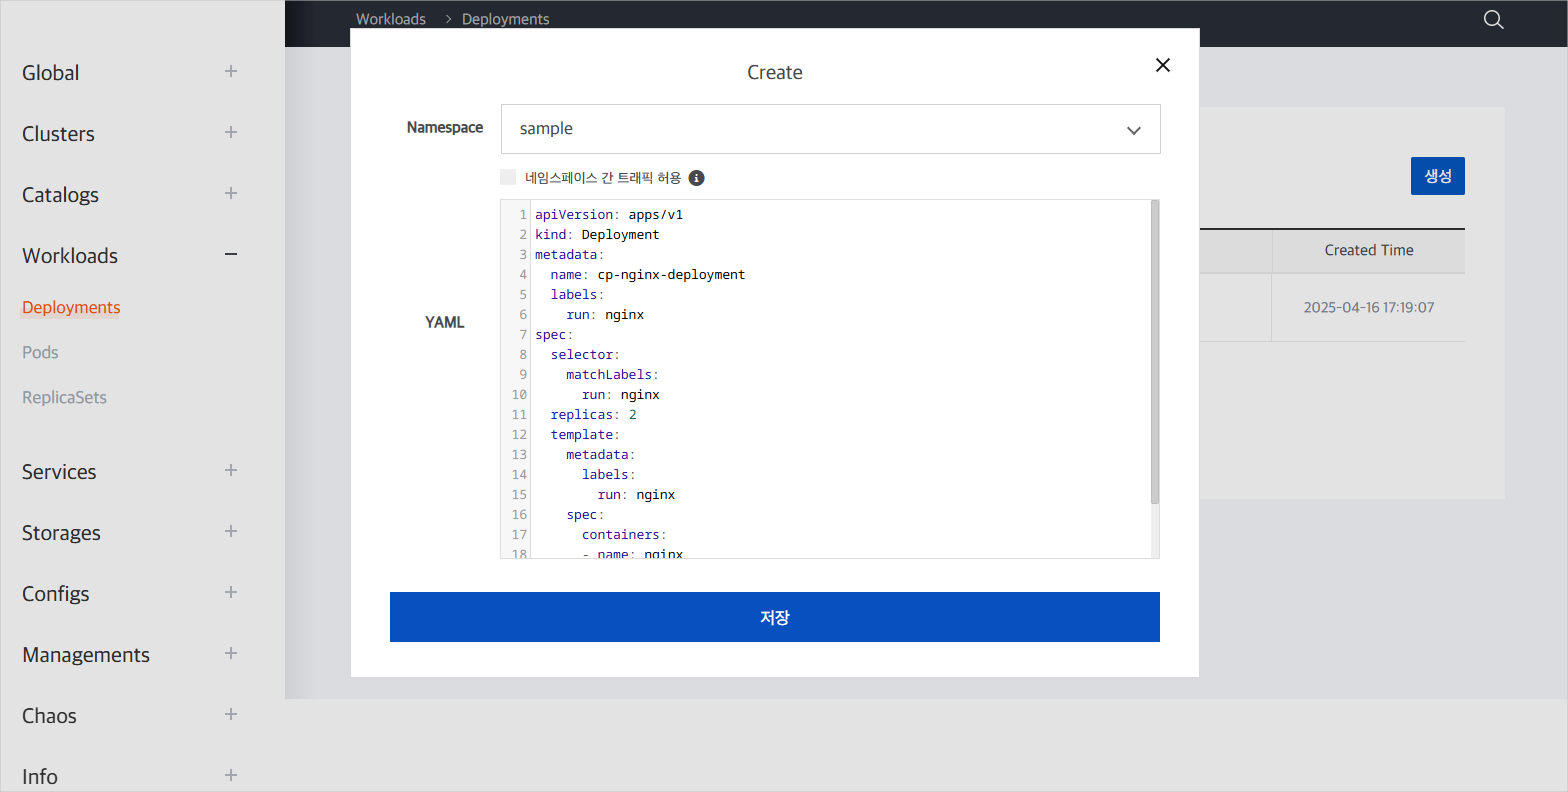 Workloads > Deployments
Global +
Clusters +
Catalogs +
Workloads −
Deployments
Pods
ReplicaSets
Services +
Storages +
Configs +
Managements +
Chaos +
Info +
Create
Namespace sample
네임스페이스 간 트래픽 허용
YAML
1 apiVersion: apps/v1
2 kind: Deployment
3 metadata:
4   name: cp-nginx-deployment
5   labels:
6     run: nginx
7 spec:
8   selector:
9     matchLabels:
10       run: nginx
11   replicas: 2
12   template:
13     metadata:
14       labels:
15         run: nginx
16     spec:
17       containers:
18       - name: nginx
저장
생성
Created Time
2025-04-16 17:19:07